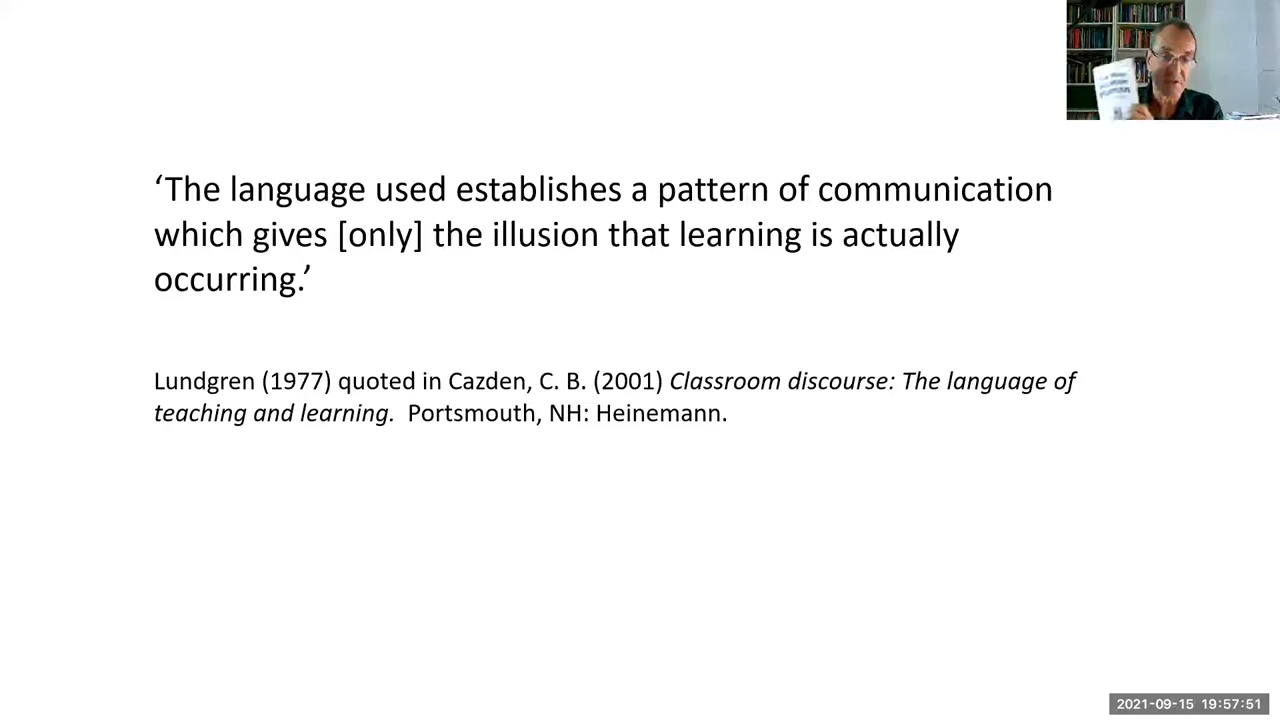 ‘The language used establishes a pattern of communication
which gives [only] the illusion that learning is actually
occurring.’
Lundgren (1977) quoted in Cazden, C. B. (2001) Classroom discourse: The language of
teaching and learning. Portsmouth, NH: Heinemann.
2021-09-15 19:57:51